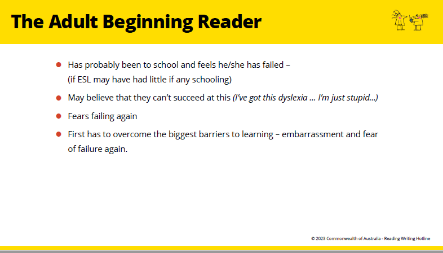 The Adult Beginning Reader
Has probably been to school and feels he/she has failed –
(if ESL may have had little if any schooling)
May believe that they can't succeed at this (I've got this dyslexia ... I'm just stupid...)
Fears failing again
First has to overcome the biggest barriers to learning – embarrassment and fear
of failure again.
© 2023 Commonwealth of Australia - Reading Writing Hotline